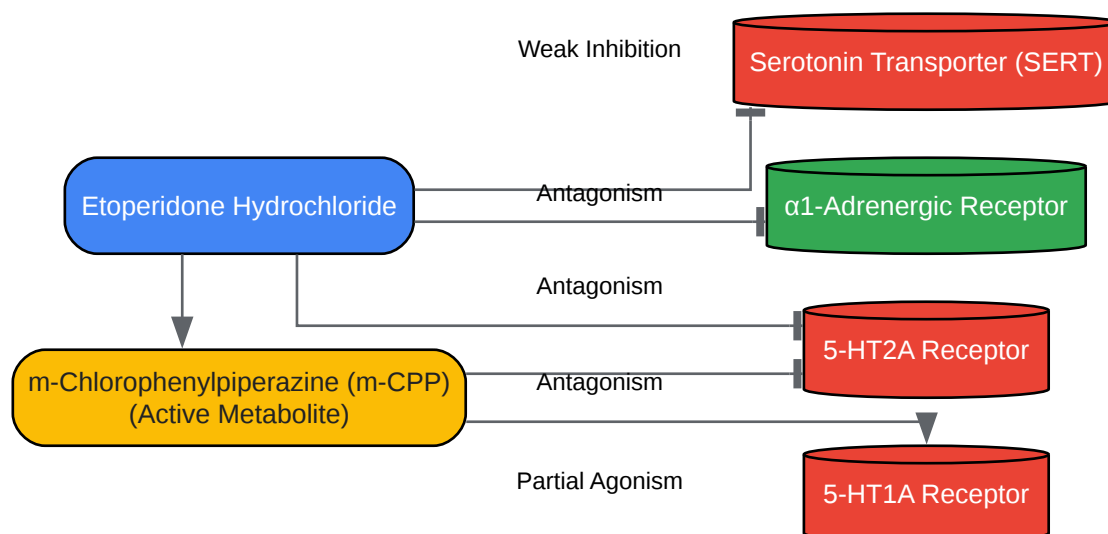 Weak Inhibition
Serotonin Transporter (SERT)
Etoperidone Hydrochloride
Antagonism
α1-Adrenergic Receptor
Antagonism
5-HT2A Receptor
m-Chlorophenylpiperazine (m-CPP)
(Active Metabolite)
Antagonism
Partial Agonism
5-HT1A Receptor